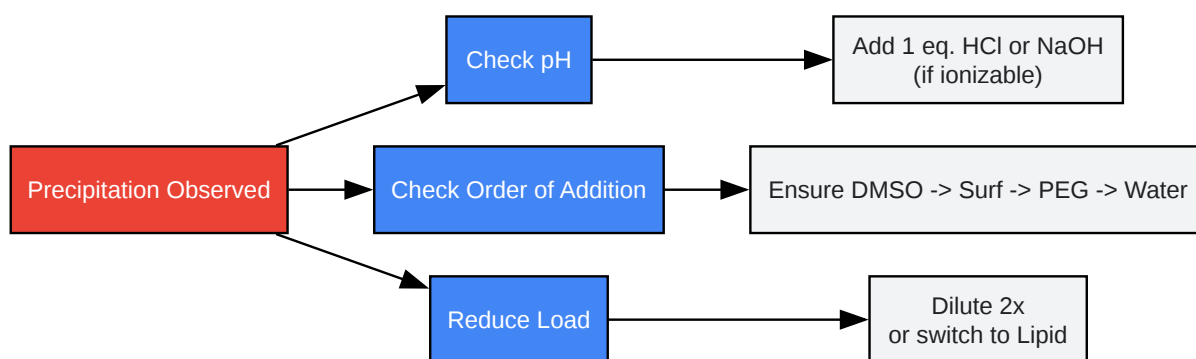 Precipitation Observed
Check pH
Add 1 eq. HCl or NaOH
(if ionizable)
Check Order of Addition
Ensure DMSO -> Surf -> PEG -> Water
Reduce Load
Dilute 2x
or switch to Lipid